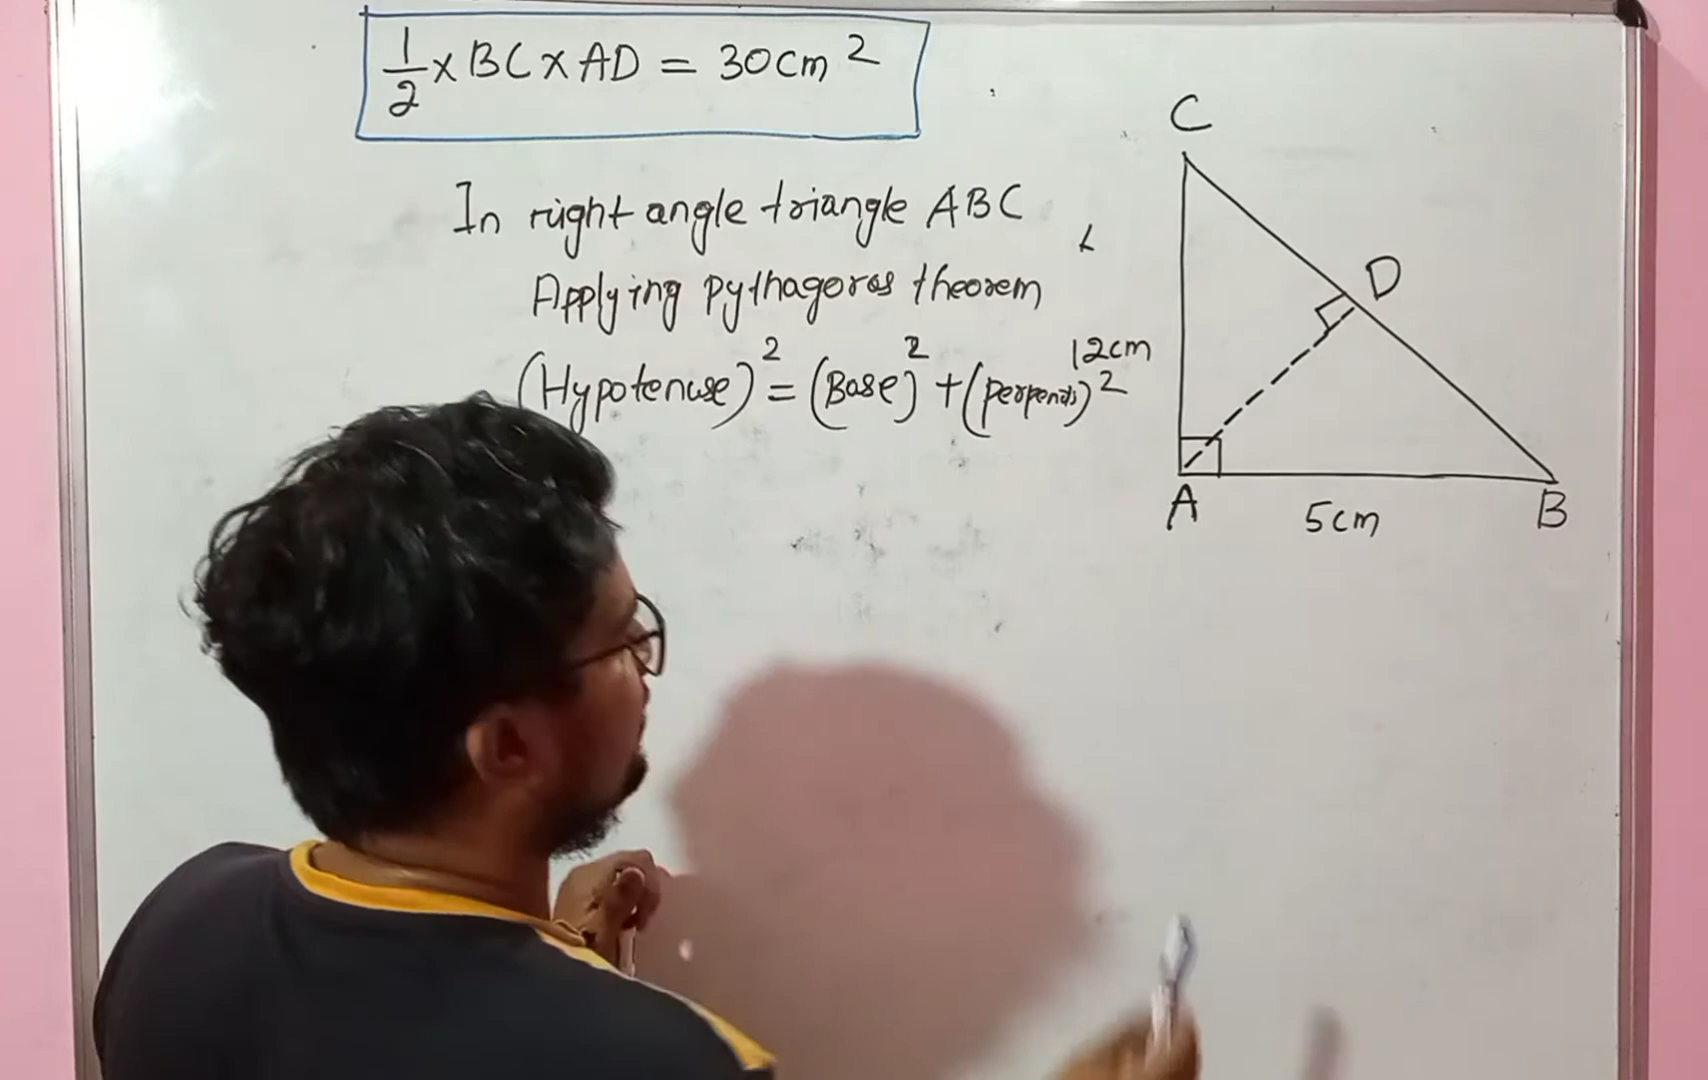 1/2 x BC x AD = 30cm²
In right angle triangle ABC
Applying pythagoras theorem
(Hypotenuse)² = (Base)² + (perpendi)²
C
D
12cm
A
5cm
B